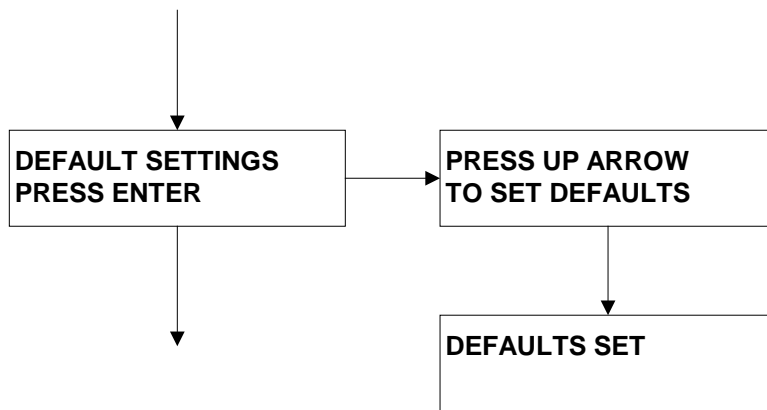 DEFAULT SETTINGS
PRESS ENTER
PRESS UP ARROW
TO SET DEFAULTS
DEFAULTS SET